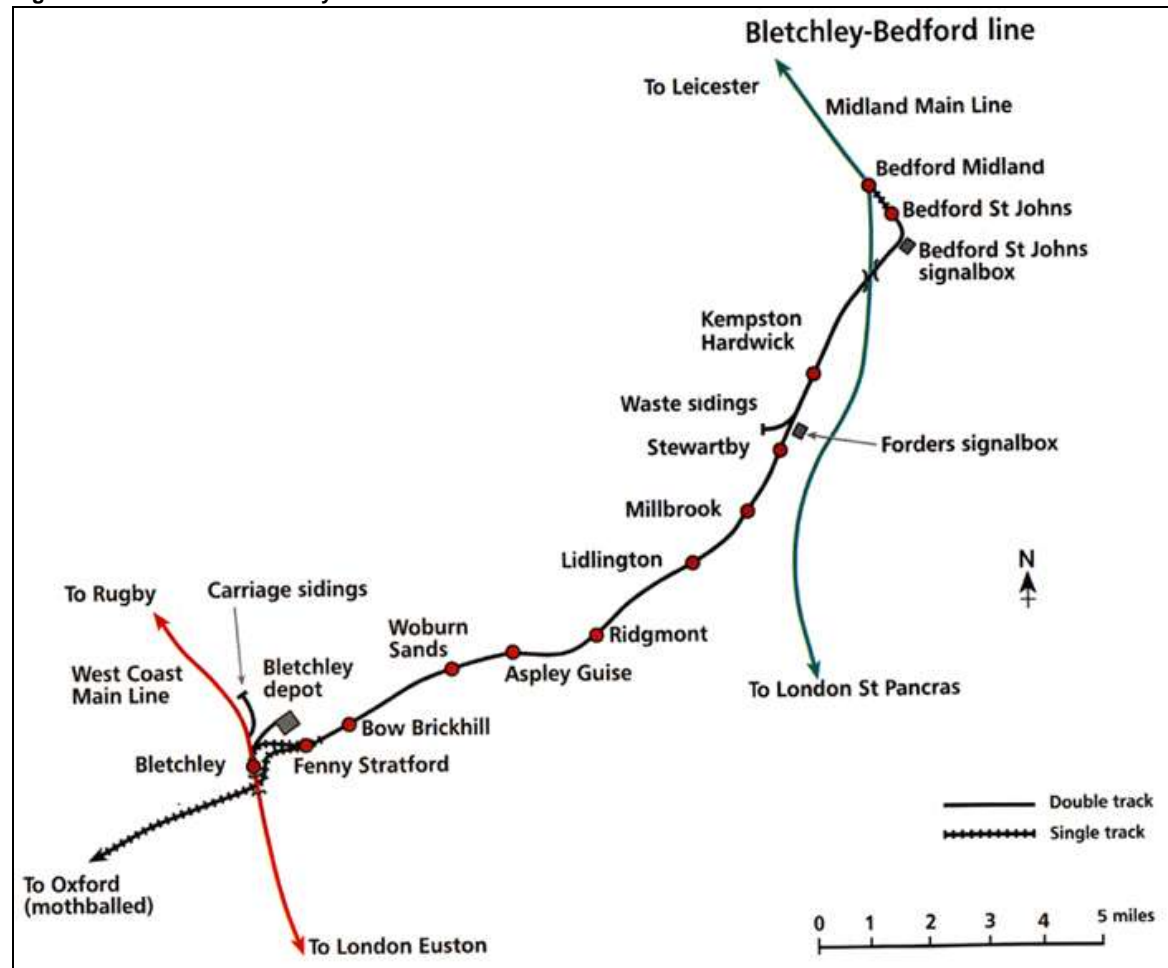 Bletchley-Bedford line
To Leicester
Midland Main Line
Bedford Midland
Bedford St Johns
Bedford St Johns
signalbox
Kempston
Hardwick
Waste sidings
Stewartby
Forders signalbox
Millbrook
Lidlington
N
To Rugby
Carriage sidings
Woburn
Sands
Ridgmont
West Coast
Main Line
Bletchley
depot
Aspley Guise
To London St Pancras
Bow Brickhill
Bletchley
Fenny Stratford
Double track
Single track
To Oxford
(mothballed)
To London Euston
0 1 2 3 4 5 miles